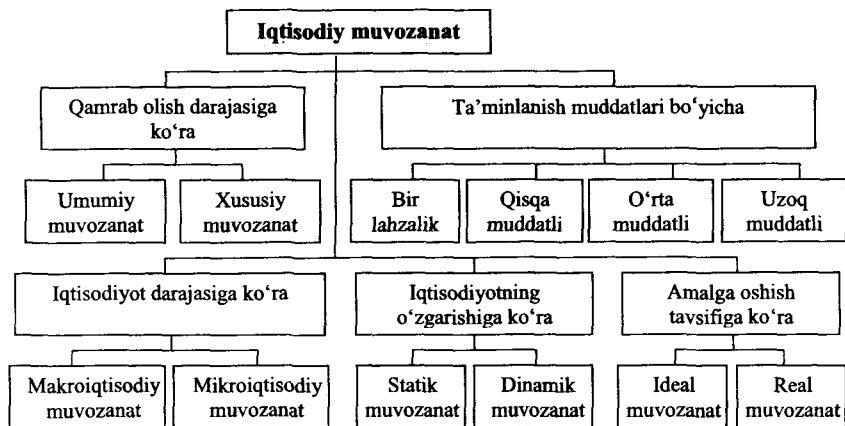 Iqtisodiy muvozanat
Qamrab olish darajasiga
ko‘ra
Ta’minlanish muddatlari bo‘yicha
Umumiy
muvozanat
Xususiy
muvozanat
Bir
lahzalik
Qisqa
muddatli
O‘rta
muddatli
Uzoq
muddatli
Iqtisodiyot darajasiga ko‘ra
Iqtisodiyotning
o‘zgarishiga ko‘ra
Amalga oshish
tavsifiga ko‘ra
Makroiqtisodiy
muvozanat
Mikroiqtisodiy
muvozanat
Statik
muvozanat
Dinamik
muvozanat
Ideal
muvozanat
Real
muvozanat